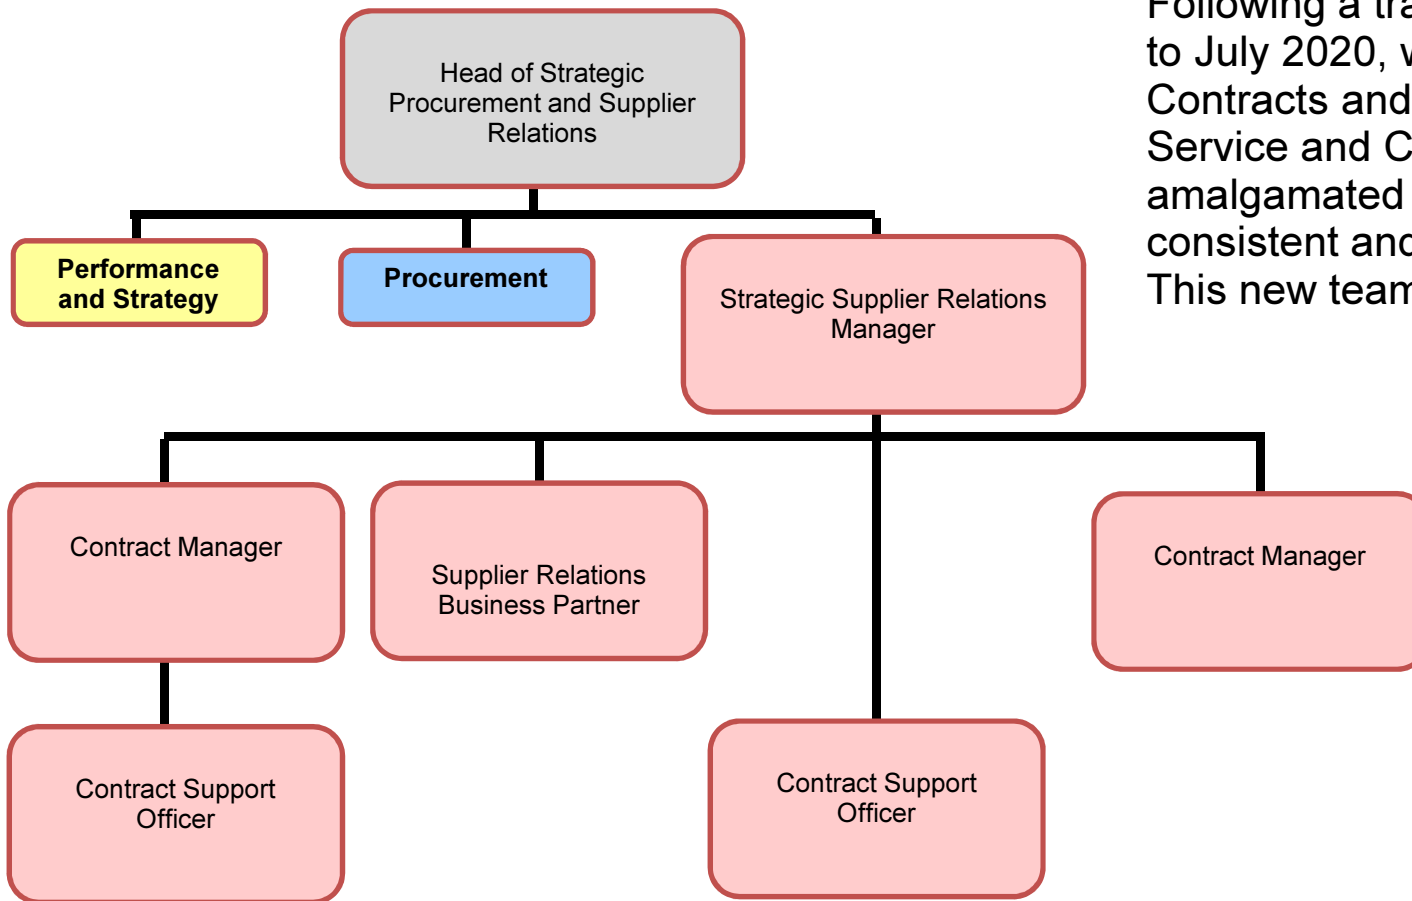 Head of Strategic
Procurement and Supplier
Relations
Following a
to July 2020,
Contracts and
Service and
amalgamated
consistent
This new team
Performance
and Strategy
Procurement
Strategic Supplier Relations
Manager
Contract Manager
Supplier Relations
Business Partner
Contract Manager
Contract Support
Officer
Contract Support
Officer